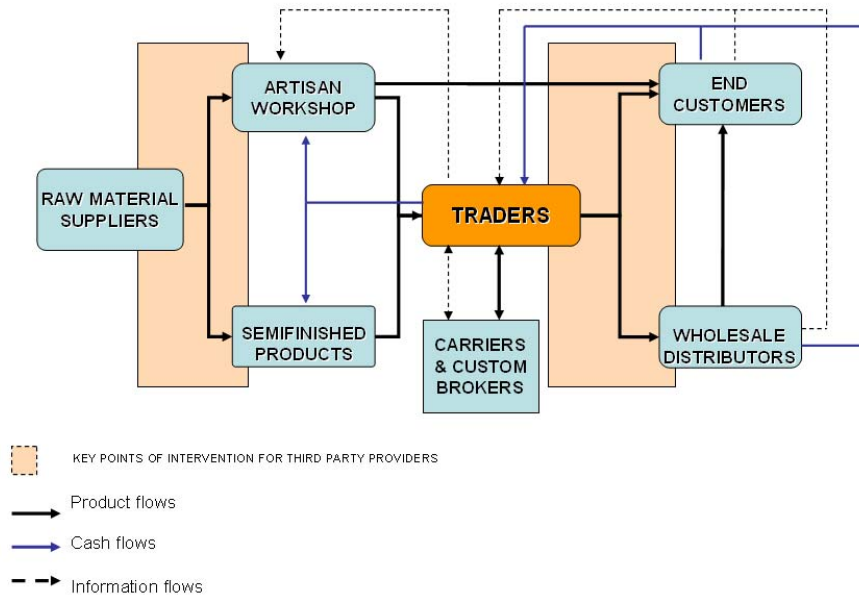 ARTISAN
WORKSHOP
END
CUSTOMERS
RAW MATERIAL
SUPPLIERS
TRADERS
SEMIFINISHED
PRODUCTS
CARRIERS
& CUSTOM
BROKERS
WHOLESALE
DISTRIBUTORS
KEY POINTS OF INTERVENTION FOR THIRD PARTY PROVIDERS
Product flows
Cash flows
Information flows